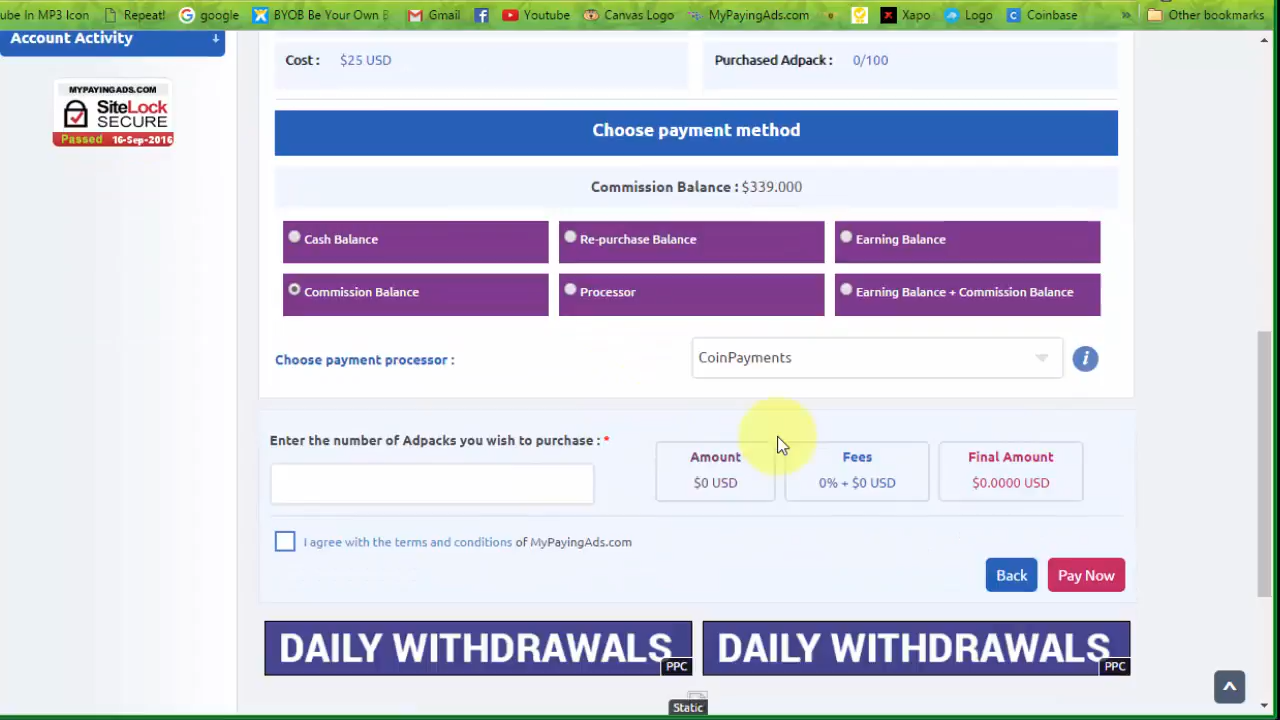 ube In MP3 Icon Repeat! google BYOB Be Your Own B Gmail Youtube Canvas Logo MyPayingAds.com Xapo Logo Coinbase » Other bookmarks
Account Activity
Cost : $25 USD Purchased Adpack : 0/100
MYPAYINGADS.COM
SiteLock
SECURE
Passed 16-Sep-2016
Choose payment method
Commission Balance : $339.000
Cash Balance Re-purchase Balance Earning Balance
Commission Balance Processor Earning Balance + Commission Balance
Choose payment processor : CoinPayments i
Enter the number of Adpacks you wish to purchase : *
Amount Fees Final Amount
$0 USD 0% + $0 USD $0.0000 USD
I agree with the terms and conditions of MyPayingAds.com
Back Pay Now
DAILY WITHDRAWALS PPC DAILY WITHDRAWALS PPC
Static